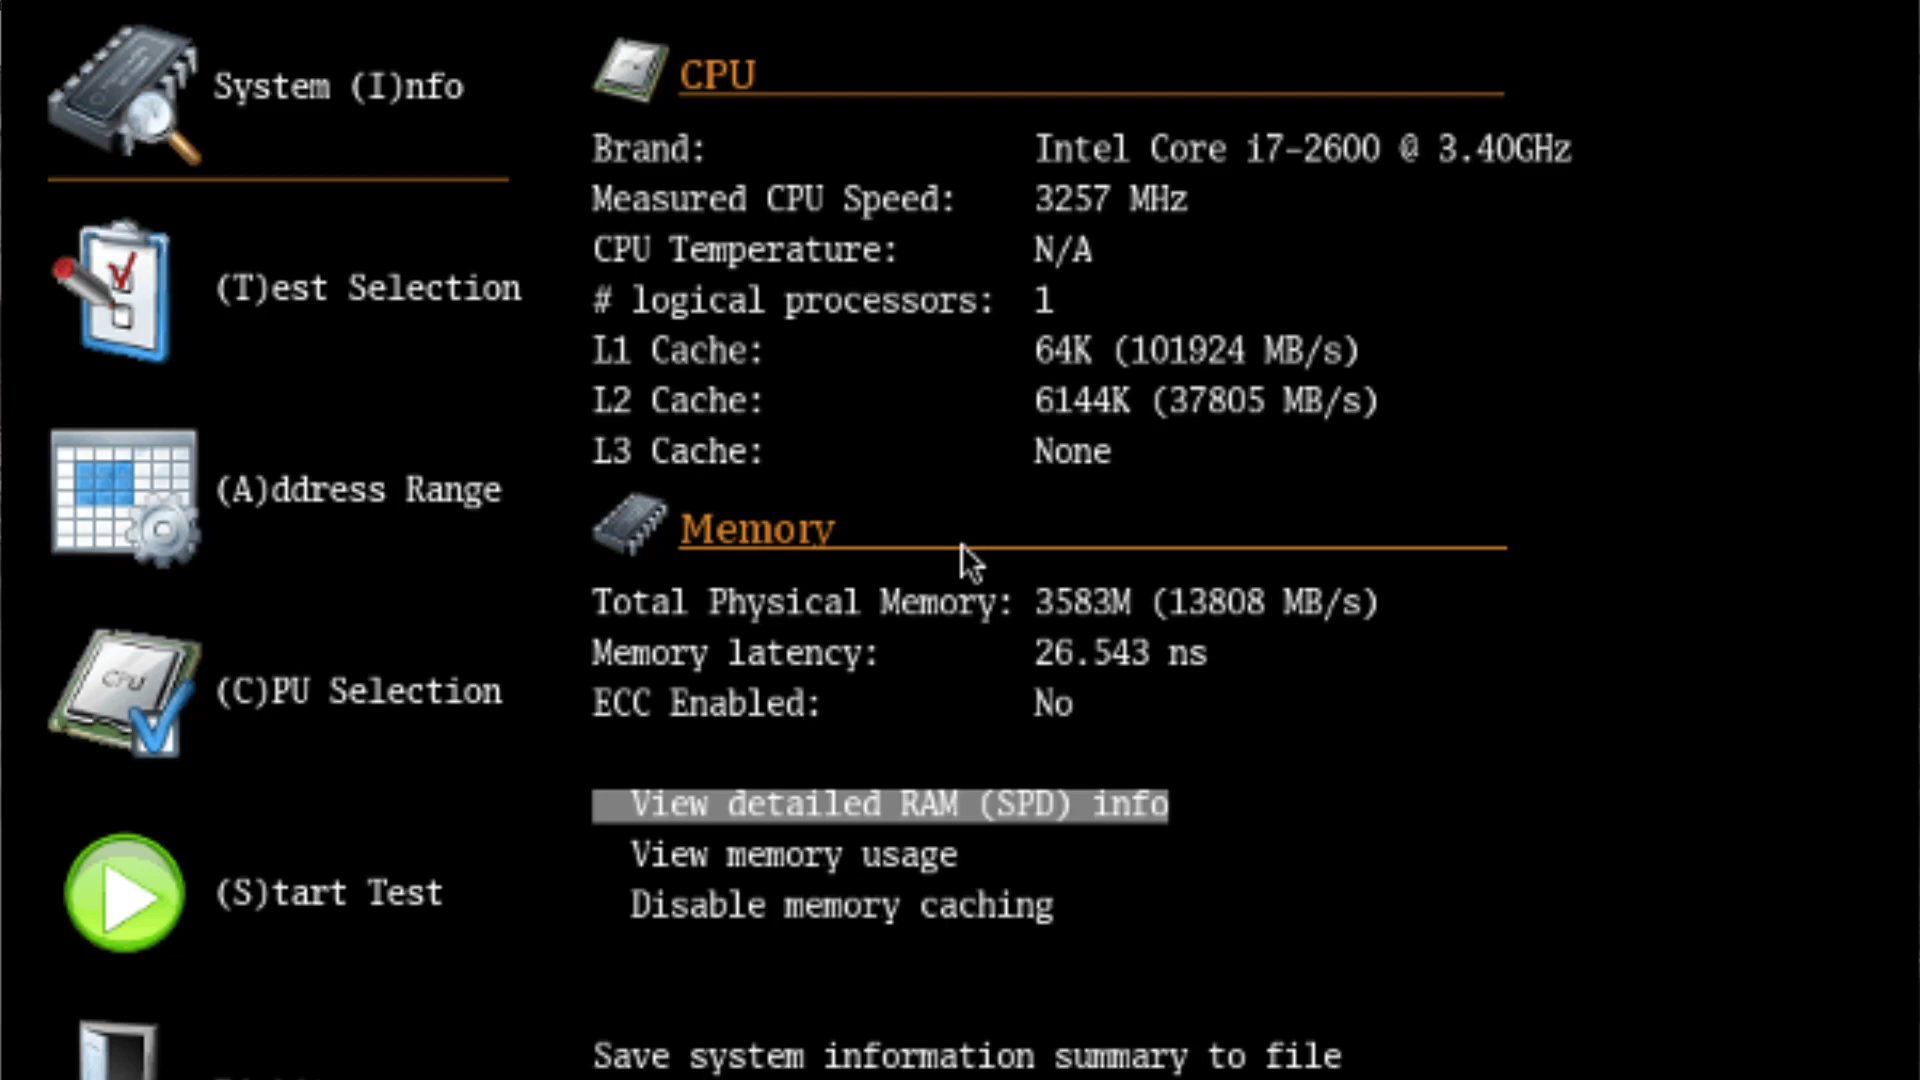 System (I)nfo
(T)est Selection
(A)ddress Range
(C)PU Selection
CPU
(S)tart Test
CPU
Brand: Intel Core i7-2600 @ 3.40GHz
Measured CPU Speed: 3257 MHz
CPU Temperature: N/A
# logical processors: 1
L1 Cache: 64K (101924 MB/s)
L2 Cache: 6144K (37805 MB/s)
L3 Cache: None
Memory
Total Physical Memory: 3583M (13808 MB/s)
Memory latency: 26.543 ns
ECC Enabled: No
View detailed RAM (SPD) info
View memory usage
Disable memory caching
Save system information summary to file